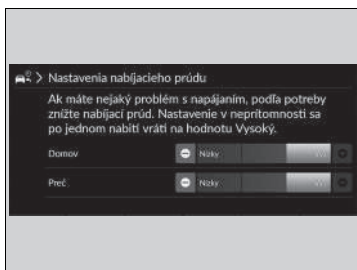 Nastavenia nabíjacieho prúdu
Ak máte nejaký problém s napájaním, podľa potreby
znížte nabíjací prúd. Nastavenie v neprítomnosti sa
po jednom nabití vráti na hodnotu Vysoký.
Domov Nízky
Preč Nízky